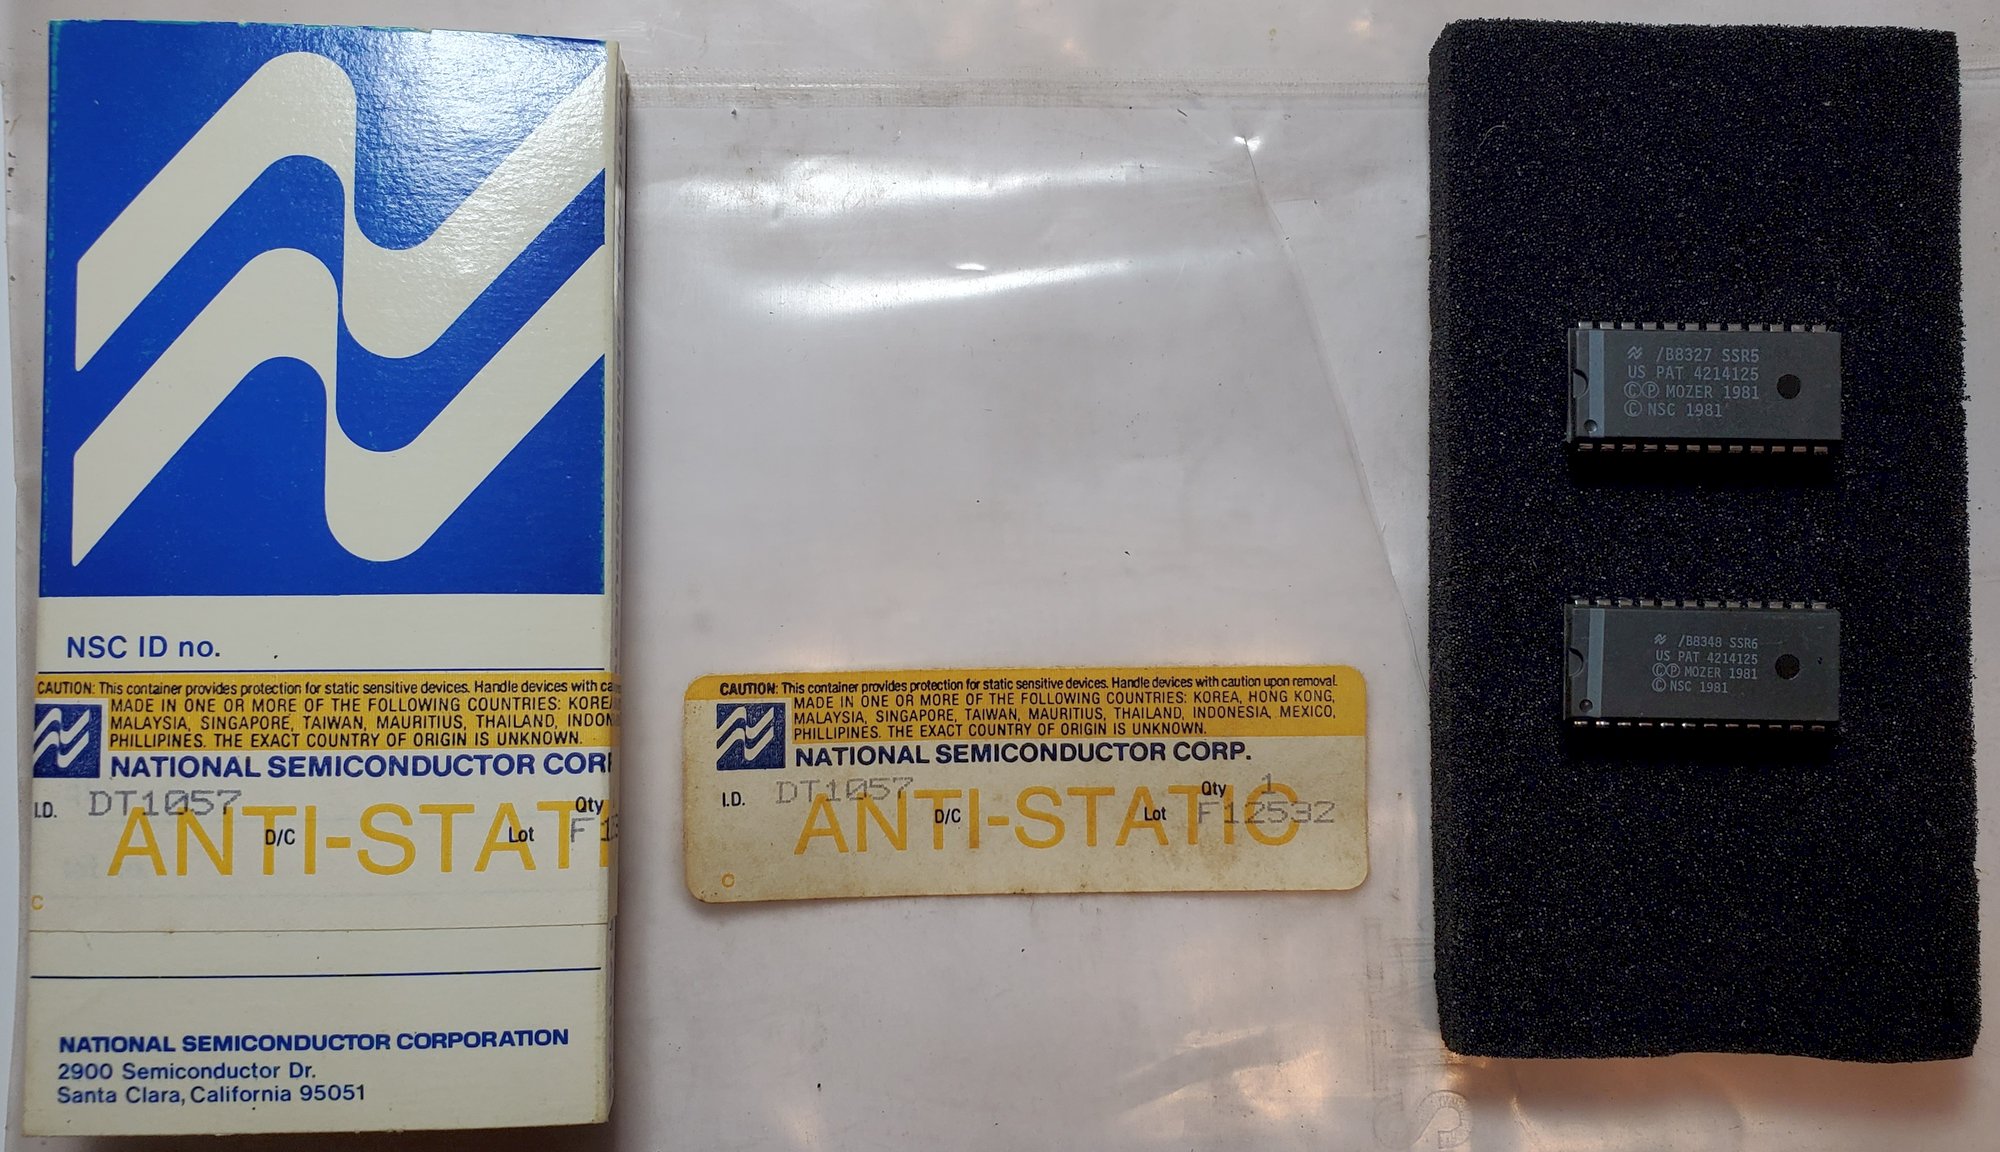 NSC ID no.
CAUTION: This container provides protection for static sensitive devices. Handle devices with ca
MADE IN ONE OR MORE OF THE FOLLOWING COUNTRIES: KOREA
MALAYSIA, SINGAPORE, TAIWAN, MAURITIUS, THAILAND, INDON
PHILLIPINES. THE EXACT COUNTRY OF ORIGIN IS UNKNOWN.
NATIONAL SEMICONDUCTOR CORP
I.D. DT1057 Qty
ANTI-STATI
D/C Lot F1
C
NATIONAL SEMICONDUCTOR CORPORATION
2900 Semiconductor Dr.
Santa Clara, California 95051
CAUTION: This container provides protection for static sensitive devices. Handle devices with caution upon removal.
MADE IN ONE OR MORE OF THE FOLLOWING COUNTRIES: KOREA, HONG KONG,
MALAYSIA, SINGAPORE, TAIWAN, MAURITIUS, THAILAND, INDONESIA, MEXICO,
PHILLIPINES. THE EXACT COUNTRY OF ORIGIN IS UNKNOWN.
NATIONAL SEMICONDUCTOR CORP.
I.D. DT1057 Qty 1
ANTI-STATIC
D/C Lot F12532
/B8327 SSR5
US PAT 4214125
©℗ MOZER 1981
© NSC 1981
/B8348 SSR6
US PAT 4214125
©℗ MOZER 1981
© NSC 1981